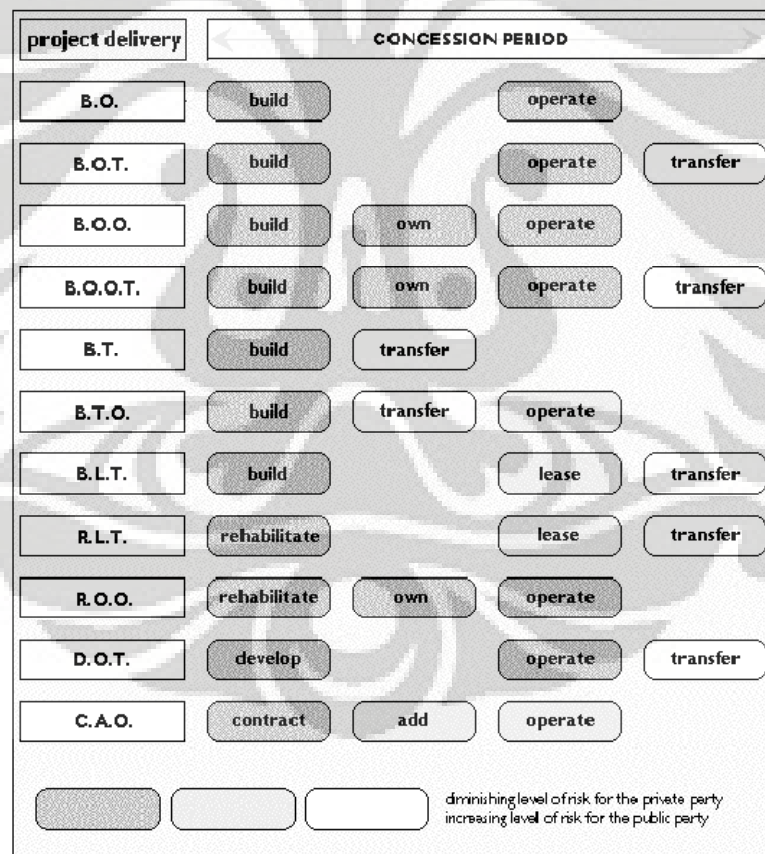 project delivery CONCESSION PERIOD
B.O. build operate
B.O.T. build operate transfer
B.O.O. build own operate
B.O.O.T. build own operate transfer
B.T. build transfer
B.T.O. build transfer operate
B.L.T. build lease transfer
R.L.T. rehabilitate lease transfer
R.O.O. rehabilitate own operate
D.O.T. develop operate transfer
C.A.O. contract add operate
diminishing level of risk for the private party
increasing level of risk for the public party